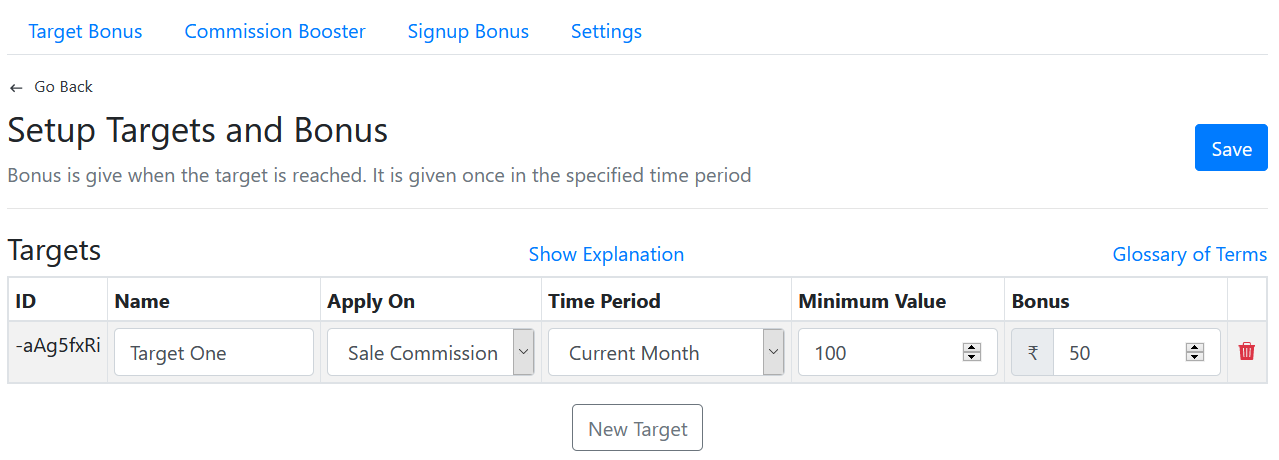 Target Bonus Commission Booster Signup Bonus Settings
← Go Back
Setup Targets and Bonus
Save
Bonus is give when the target is reached. It is given once in the specified time period
Targets Show Explanation Glossary of Terms
ID Name Apply On Time Period Minimum Value Bonus
-aAg5fxRi Target One Sale Commission Current Month 100 ₹ 50
New Target